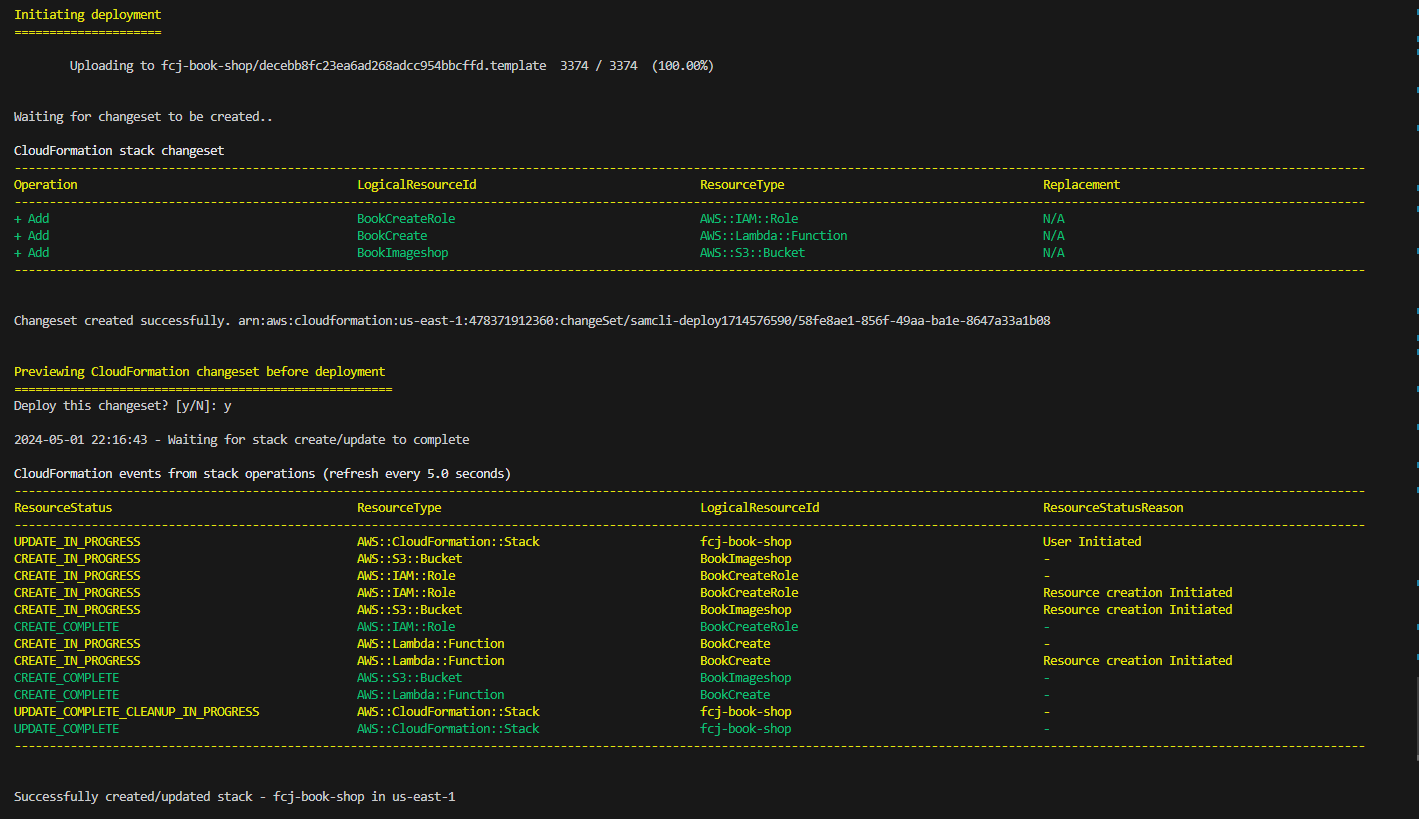 Initiating deployment
=====================
Uploading to fcj-book-shop/decebb8fc23ea6ad268adcc954bbcffd.template  3374 / 3374  (100.00%)
Waiting for changeset to be created..
CloudFormation stack changeset
Operation LogicalResourceId ResourceType Replacement
+ Add BookCreateRole AWS::IAM::Role N/A
+ Add BookCreate AWS::Lambda::Function N/A
+ Add BookImageshop AWS::S3::Bucket N/A
Changeset created successfully. arn:aws:cloudformation:us-east-1:478371912360:changeSet/samcli-deploy1714576590/58fe8ae1-856f-49aa-ba1e-8647a33a1b08
Previewing CloudFormation changeset before deployment
======================================================
Deploy this changeset? [y/N]: y
2024-05-01 22:16:43 - Waiting for stack create/update to complete
CloudFormation events from stack operations (refresh every 5.0 seconds)
ResourceStatus ResourceType LogicalResourceId ResourceStatusReason
UPDATE_IN_PROGRESS AWS::CloudFormation::Stack fcj-book-shop User Initiated
CREATE_IN_PROGRESS AWS::S3::Bucket BookImageshop -
CREATE_IN_PROGRESS AWS::IAM::Role BookCreateRole -
CREATE_IN_PROGRESS AWS::IAM::Role BookCreateRole Resource creation Initiated
CREATE_IN_PROGRESS AWS::S3::Bucket BookImageshop Resource creation Initiated
CREATE_COMPLETE AWS::IAM::Role BookCreateRole -
CREATE_IN_PROGRESS AWS::Lambda::Function BookCreate -
CREATE_IN_PROGRESS AWS::Lambda::Function BookCreate Resource creation Initiated
CREATE_COMPLETE AWS::S3::Bucket BookImageshop -
CREATE_COMPLETE AWS::Lambda::Function BookCreate -
UPDATE_COMPLETE_CLEANUP_IN_PROGRESS AWS::CloudFormation::Stack fcj-book-shop -
UPDATE_COMPLETE AWS::CloudFormation::Stack fcj-book-shop -
Successfully created/updated stack - fcj-book-shop in us-east-1